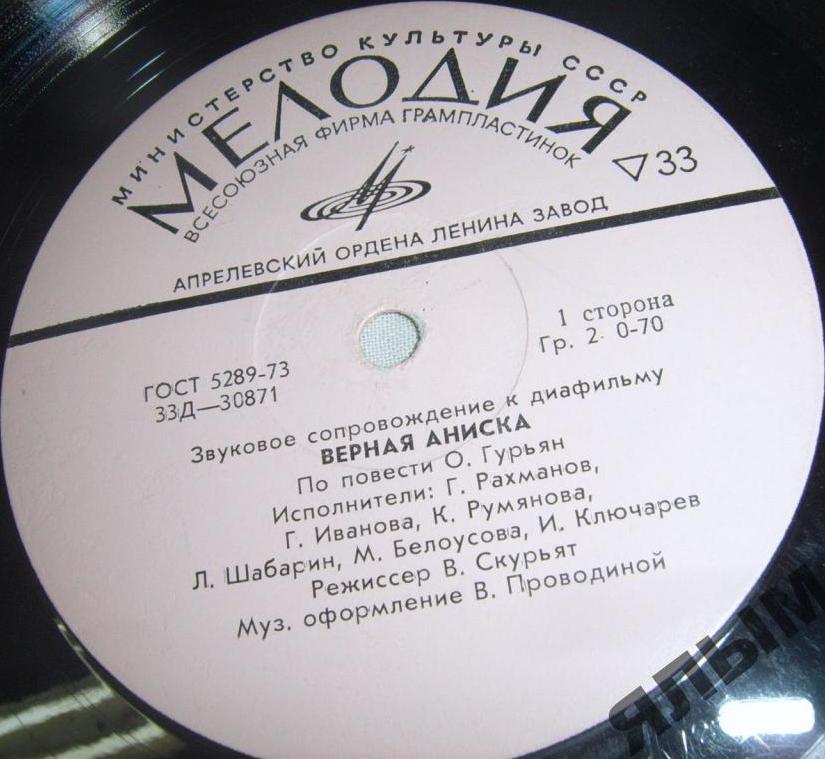 МИНИСТЕРСТВО КУЛЬТУРЫ СССР
МЕЛОДИЯ
ВСЕСОЮЗНАЯ ФИРМА ГРАМПЛАСТИНОК
33
АПРЕЛЕВСКИЙ ОРДЕНА ЛЕНИНА ЗАВОД
1 сторона
Гр. 2 0-70
ГОСТ 5289-73
33Д—30871
Звуковое сопровождение к диафильму
ВЕРНАЯ АНИСКА
По повести О. Гурьян
Исполнители: Г. Рахманов,
Г. Иванова, К. Румянова,
Л. Шабарин, М. Белоусова, И. Ключарев
Режиссер В. Скурьят
Муз. оформление В. Проводиной
ЯЛЫМ